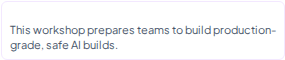 This workshop prepares teams to build production-
grade, safe AI builds.